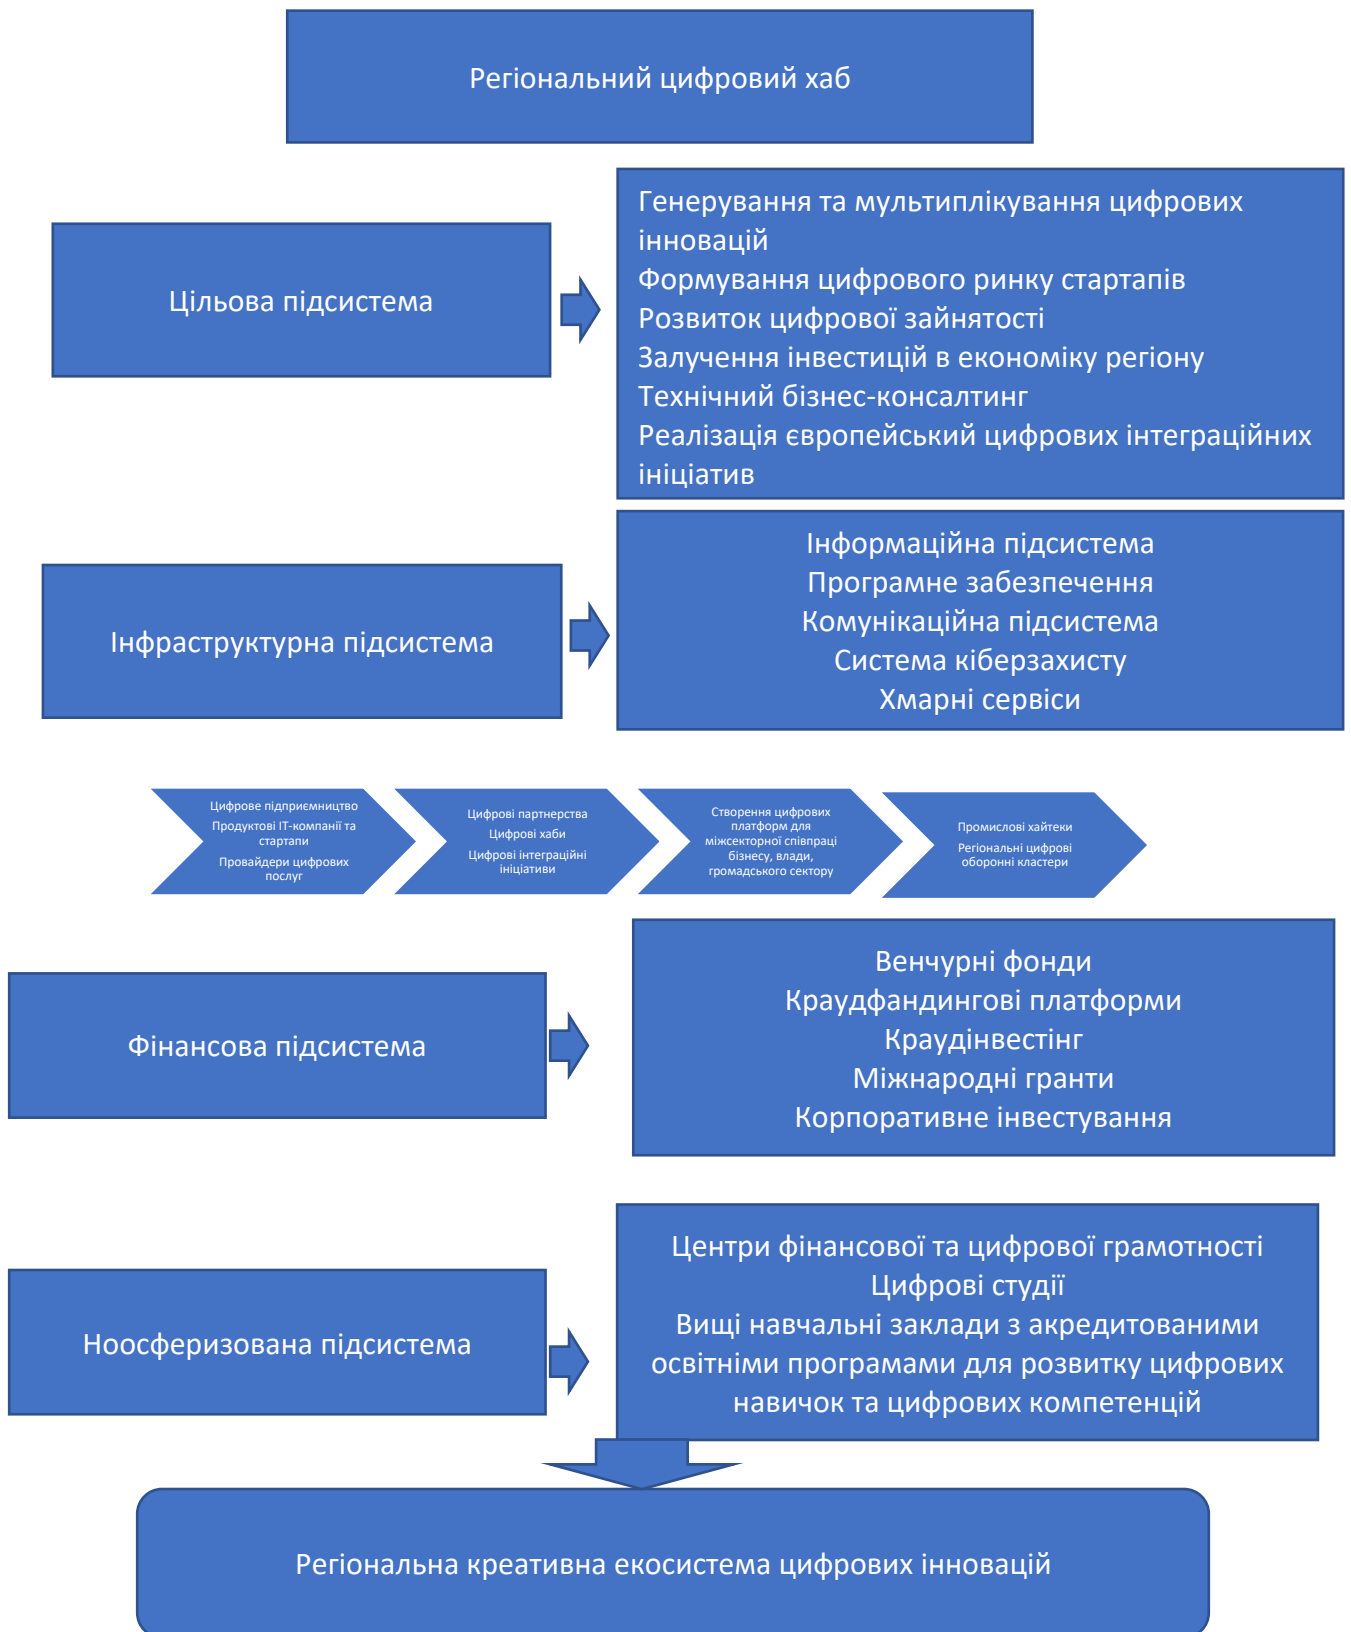 Регіональний цифровий хаб
Цільова підсистема
Генерування та мультиплікування цифрових
інновацій
Формування цифрового ринку стартапів
Розвиток цифрової зайнятості
Залучення інвестицій в економіку регіону
Технічний бізнес-консалтинг
Реалізація європейський цифрових інтеграційних
ініціатив
Інфраструктурна підсистема
Інформаційна підсистема
Програмне забезпечення
Комунікаційна підсистема
Система кіберзахисту
Хмарні сервіси
Цифрове підприємництво
Продуктові ІТ-компанії та
стартапи
Провайдери цифрових
послуг
Цифрові партнерства
Цифрові хаби
Цифрові інтеграційні
ініціативи
Створення цифрових
платформ для
міжсекторної співпраці
бізнесу, влади,
громадського сектору
Промислові хайтеки
Регіональні цифрові
оборонні кластери
Фінансова підсистема
Венчурні фонди
Краудфандингові платформи
Краудінвестінг
Міжнародні гранти
Корпоративне інвестування
Ноосферизована підсистема
Центри фінансової та цифрової грамотності
Цифрові студії
Вищі навчальні заклади з акредитованими
освітніми програмами для розвитку цифрових
навичок та цифрових компетенцій
Регіональна креативна екосистема цифрових інновацій